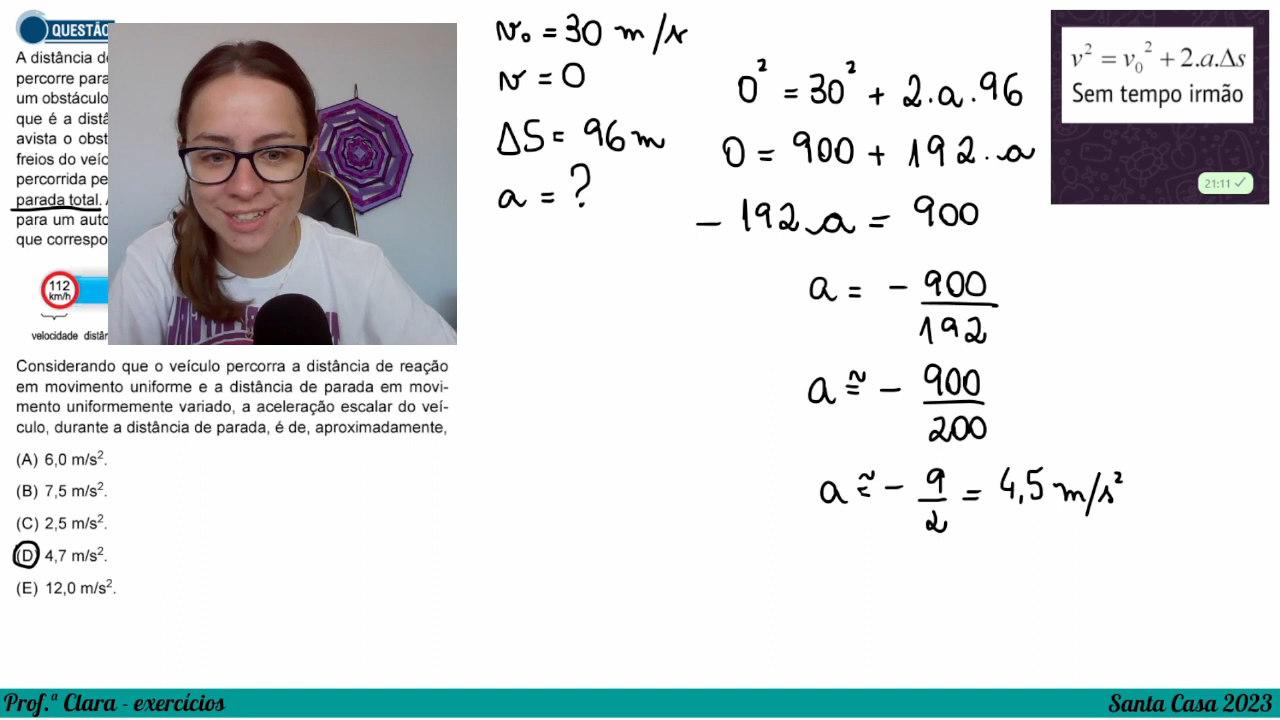 QUESTÃO
A distância d
percorre para
um obstáculo
que é a distâ
avista o obst
freios do veíc
percorrida pe
parada total.
para um auto
que correspo
112
km/h
velocidade distân
Considerando que o veículo percorra a distância de reação
em movimento uniforme e a distância de parada em movi-
mento uniformemente variado, a aceleração escalar do veí-
culo, durante a distância de parada, é de, aproximadamente,
(A) 6,0 m/s².
(B) 7,5 m/s².
(C) 2,5 m/s².
(D) 4,7 m/s².
(E) 12,0 m/s².
v₀ = 30 m/s
v = 0
ΔS = 96 m
a = ?
0² = 30² + 2.a.96
0 = 900 + 192.a
- 192.a = 900
a = - 900/192
a ≅ - 900/200
a ≅ - 9/2 = 4,5 m/s²
v² = v₀² + 2.a.Δs
Sem tempo irmão
21:11
Prof.ª Clara - exercícios
Santa Casa 2023